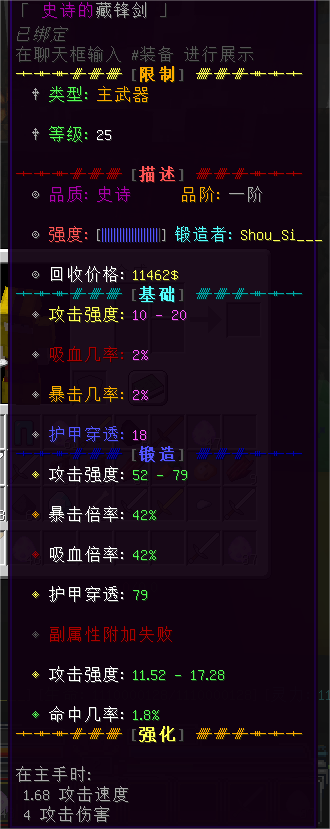 「 史诗的藏锋剑 」
已绑定
在聊天框输入 #装备 进行展示
[限制]
† 类型: 主武器
† 等级: 25
[描述]
品质: 史诗 品阶: 一阶
强度: [||||||||||||||||||||] 锻造者: Shou_Si___
回收价格: 11462$
[基础]
攻击强度: 10 - 20
吸血几率: 2%
暴击几率: 2%
护甲穿透: 18
[锻造]
攻击强度: 52 - 79
暴击倍率: 42%
吸血倍率: 42%
护甲穿透: 79
副属性附加失败
攻击强度: 11.52 - 17.28
命中几率: 1.8%
[强化]
在主手时:
1.68 攻击速度
4 攻击伤害